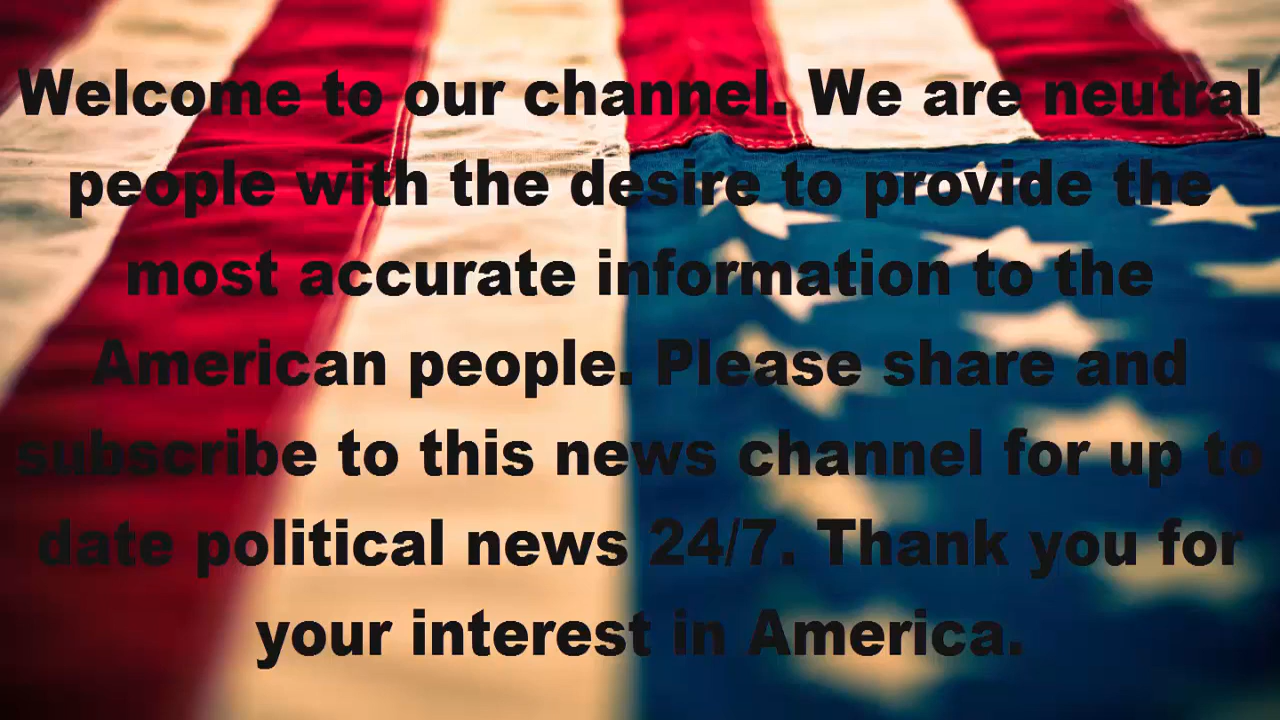 Welcome to our channel. We are neutral
people with the desire to provide the
most accurate information to the
American people. Please share and
subscribe to this news channel for up to
date political news 24/7. Thank you for
your interest in America.